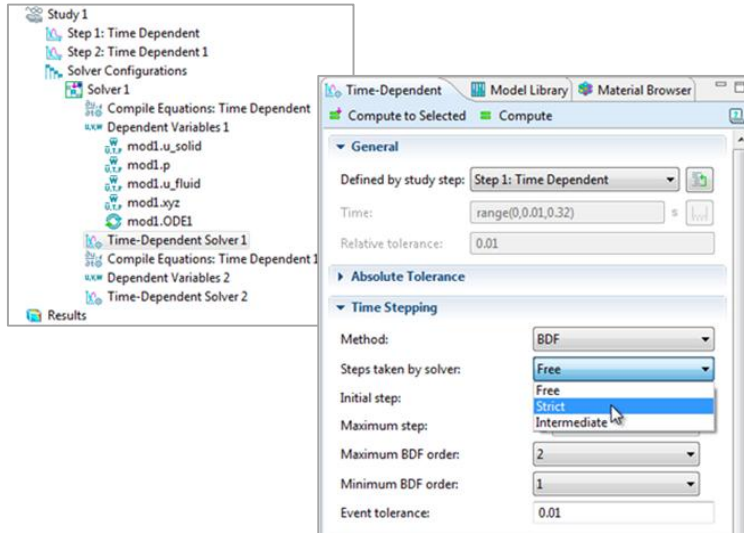 Study 1
Step 1: Time Dependent
Step 2: Time Dependent 1
Solver Configurations
Solver 1
Compile Equations: Time Dependent
Dependent Variables 1
mod1.u_solid
mod1.p
mod1.u_fluid
mod1.xyz
mod1.ODE1
Time-Dependent Solver 1
Compile Equations: Time Dependent 1
Dependent Variables 2
Time-Dependent Solver 2
Results
Time-Dependent Model Library Material Browser
Compute to Selected Compute
General
Defined by study step: Step 1: Time Dependent
Time: range(0,0.01,0.32) s
Relative tolerance: 0.01
Absolute Tolerance
Time Stepping
Method: BDF
Steps taken by solver: Free
Free
Initial step:
Strict
Maximum step:
Intermediate
Maximum BDF order: 2
Minimum BDF order: 1
Event tolerance: 0.01